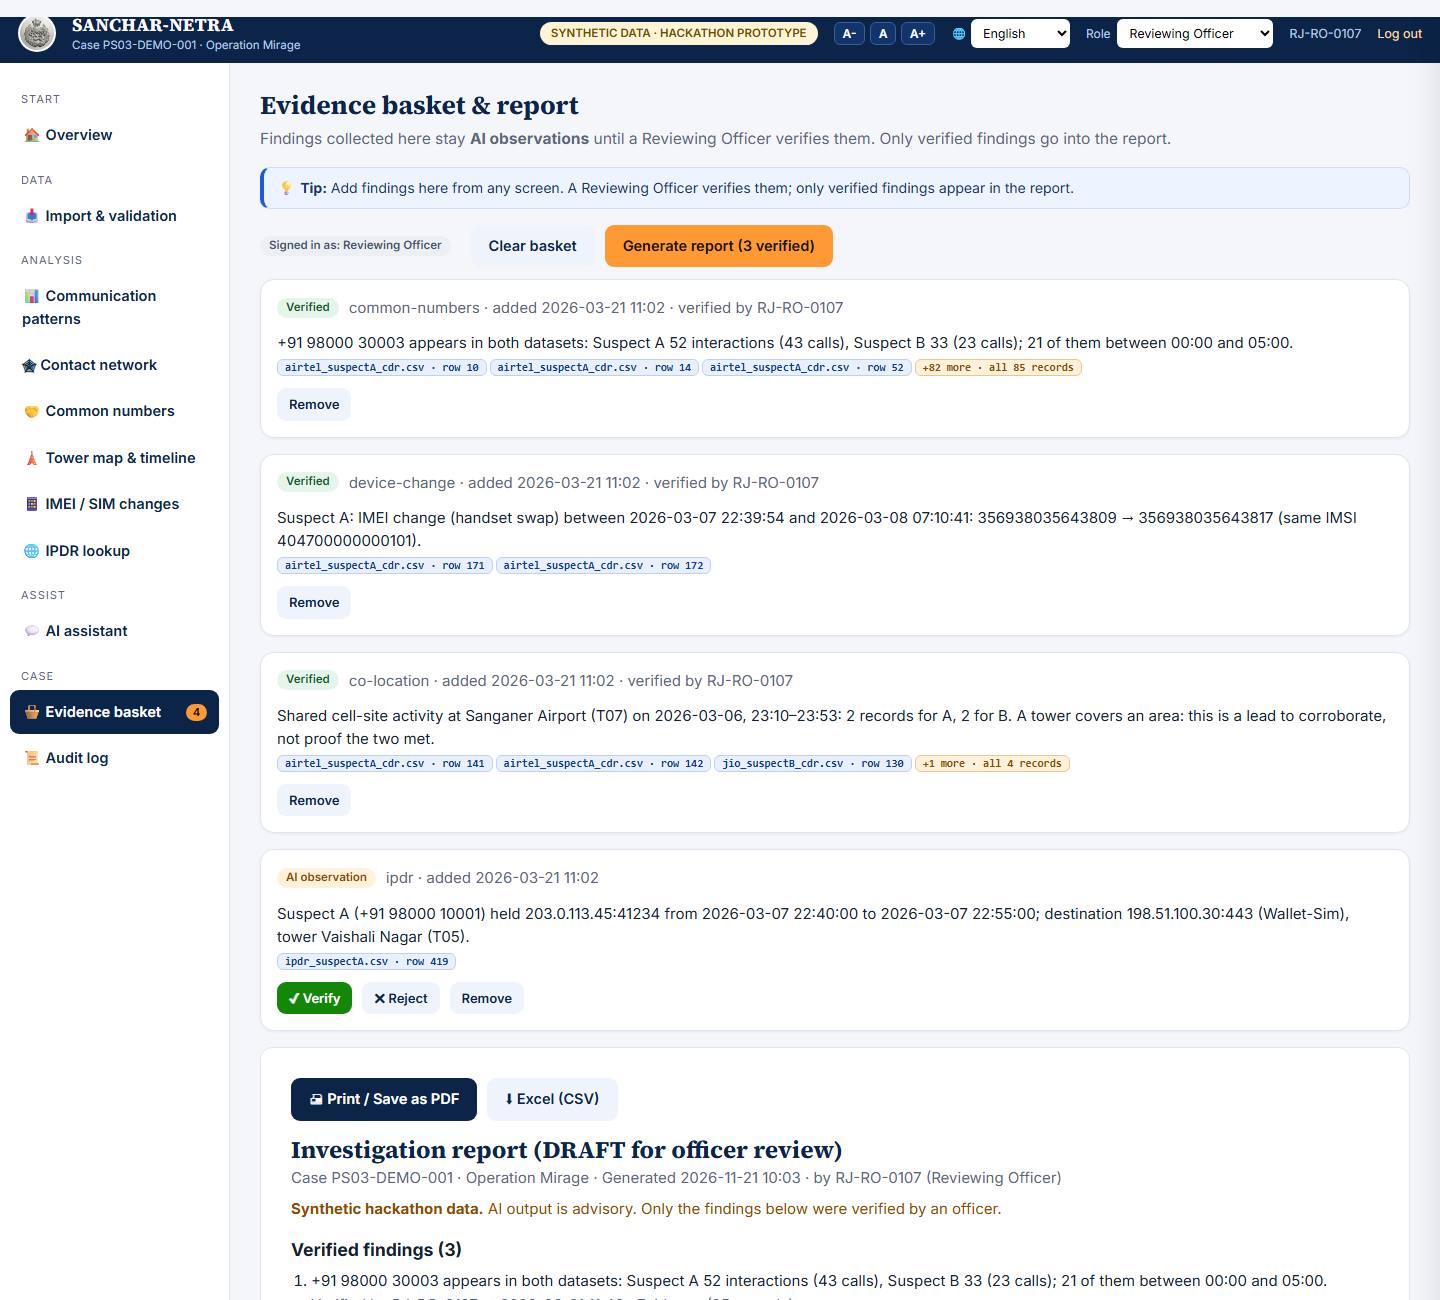 SANCHAR-NETRA
Case PS03-DEMO-001 · Operation Mirage
SYNTHETIC DATA · HACKATHON PROTOTYPE
A- A A+
English
Role Reviewing Officer
RJ-RO-0107 Log out
START
Overview
DATA
Import & validation
ANALYSIS
Communication
patterns
Contact network
Common numbers
Tower map & timeline
IMEI / SIM changes
IPDR lookup
ASSIST
AI assistant
CASE
Evidence basket 4
Audit log
Evidence basket & report
Findings collected here stay AI observations until a Reviewing Officer verifies them. Only verified findings go into the report.
Tip: Add findings here from any screen. A Reviewing Officer verifies them; only verified findings appear in the report.
Signed in as: Reviewing Officer Clear basket Generate report (3 verified)
Verified common-numbers · added 2026-03-21 11:02 · verified by RJ-RO-0107
+91 98000 30003 appears in both datasets: Suspect A 52 interactions (43 calls), Suspect B 33 (23 calls); 21 of them between 00:00 and 05:00.
airtel_suspectA_cdr.csv · row 10 airtel_suspectA_cdr.csv · row 14 airtel_suspectA_cdr.csv · row 52 +82 more · all 85 records
Remove
Verified device-change · added 2026-03-21 11:02 · verified by RJ-RO-0107
Suspect A: IMEI change (handset swap) between 2026-03-07 22:39:54 and 2026-03-08 07:10:41: 356938035643809 → 356938035643817 (same IMSI
404700000000101).
airtel_suspectA_cdr.csv · row 171 airtel_suspectA_cdr.csv · row 172
Remove
Verified co-location · added 2026-03-21 11:02 · verified by RJ-RO-0107
Shared cell-site activity at Sanganer Airport (T07) on 2026-03-06, 23:10–23:53: 2 records for A, 2 for B. A tower covers an area: this is a lead to corroborate,
not proof the two met.
airtel_suspectA_cdr.csv · row 141 airtel_suspectA_cdr.csv · row 142 jio_suspectB_cdr.csv · row 130 +1 more · all 4 records
Remove
AI observation ipdr · added 2026-03-21 11:02
Suspect A (+91 98000 10001) held 203.0.113.45:41234 from 2026-03-07 22:40:00 to 2026-03-07 22:55:00; destination 198.51.100.30:443 (Wallet-Sim),
tower Vaishali Nagar (T05).
ipdr_suspectA.csv · row 419
✔ Verify ✕ Reject Remove
Print / Save as PDF ⬇ Excel (CSV)
Investigation report (DRAFT for officer review)
Case PS03-DEMO-001 · Operation Mirage · Generated 2026-11-21 10:03 · by RJ-RO-0107 (Reviewing Officer)
Synthetic hackathon data. AI output is advisory. Only the findings below were verified by an officer.
Verified findings (3)
1. +91 98000 30003 appears in both datasets: Suspect A 52 interactions (43 calls), Suspect B 33 (23 calls); 21 of them between 00:00 and 05:00.